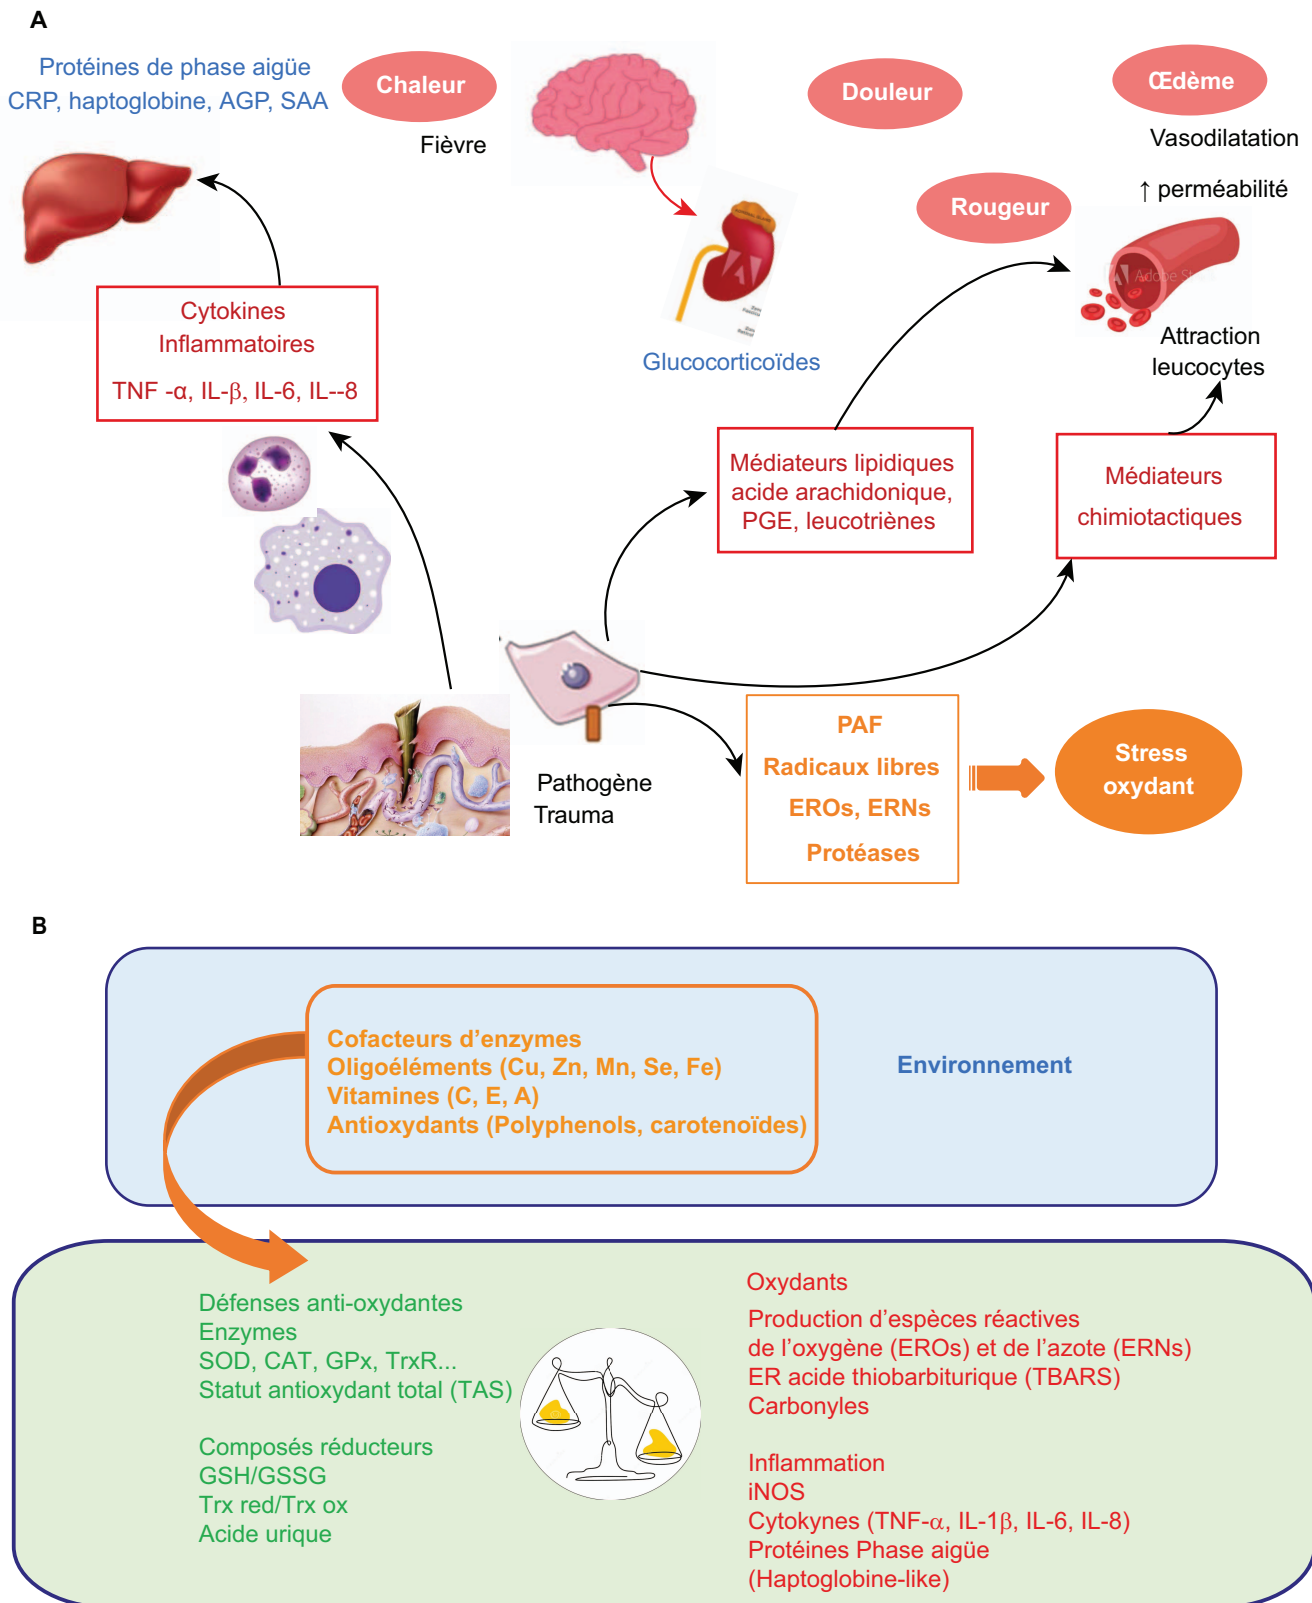 A
Protéines de phase aigüe
CRP, haptoglobine, AGP, SAA
Chaleur
Fièvre
Douleur
Œdème
Vasodilatation
↑ perméabilité
Rougeur
Adobe St
Attraction
leucocytes
Glucocorticoïdes
Cytokines
Inflammatoires
TNF -α, IL-β, IL-6, IL--8
Médiateurs lipidiques
acide arachidonique,
PGE, leucotriènes
Médiateurs
chimiotactiques
Pathogène
Trauma
PAF
Radicaux libres
EROs, ERNs
Protéases
Stress
oxydant
B
Cofacteurs d’enzymes
Oligoéléments (Cu, Zn, Mn, Se, Fe)
Vitamines (C, E, A)
Antioxydants (Polyphenols, carotenoïdes)
Environnement
Défenses anti-oxydantes
Enzymes
SOD, CAT, GPx, TrxR...
Statut antioxydant total (TAS)
Composés réducteurs
GSH/GSSG
Trx red/Trx ox
Acide urique
Oxydants
Production d’espèces réactives
de l’oxygène (EROs) et de l’azote (ERNs)
ER acide thiobarbiturique (TBARS)
Carbonyles
Inflammation
iNOS
Cytokynes (TNF-α, IL-1β, IL-6, IL-8)
Protéines Phase aigüe
(Haptoglobine-like)